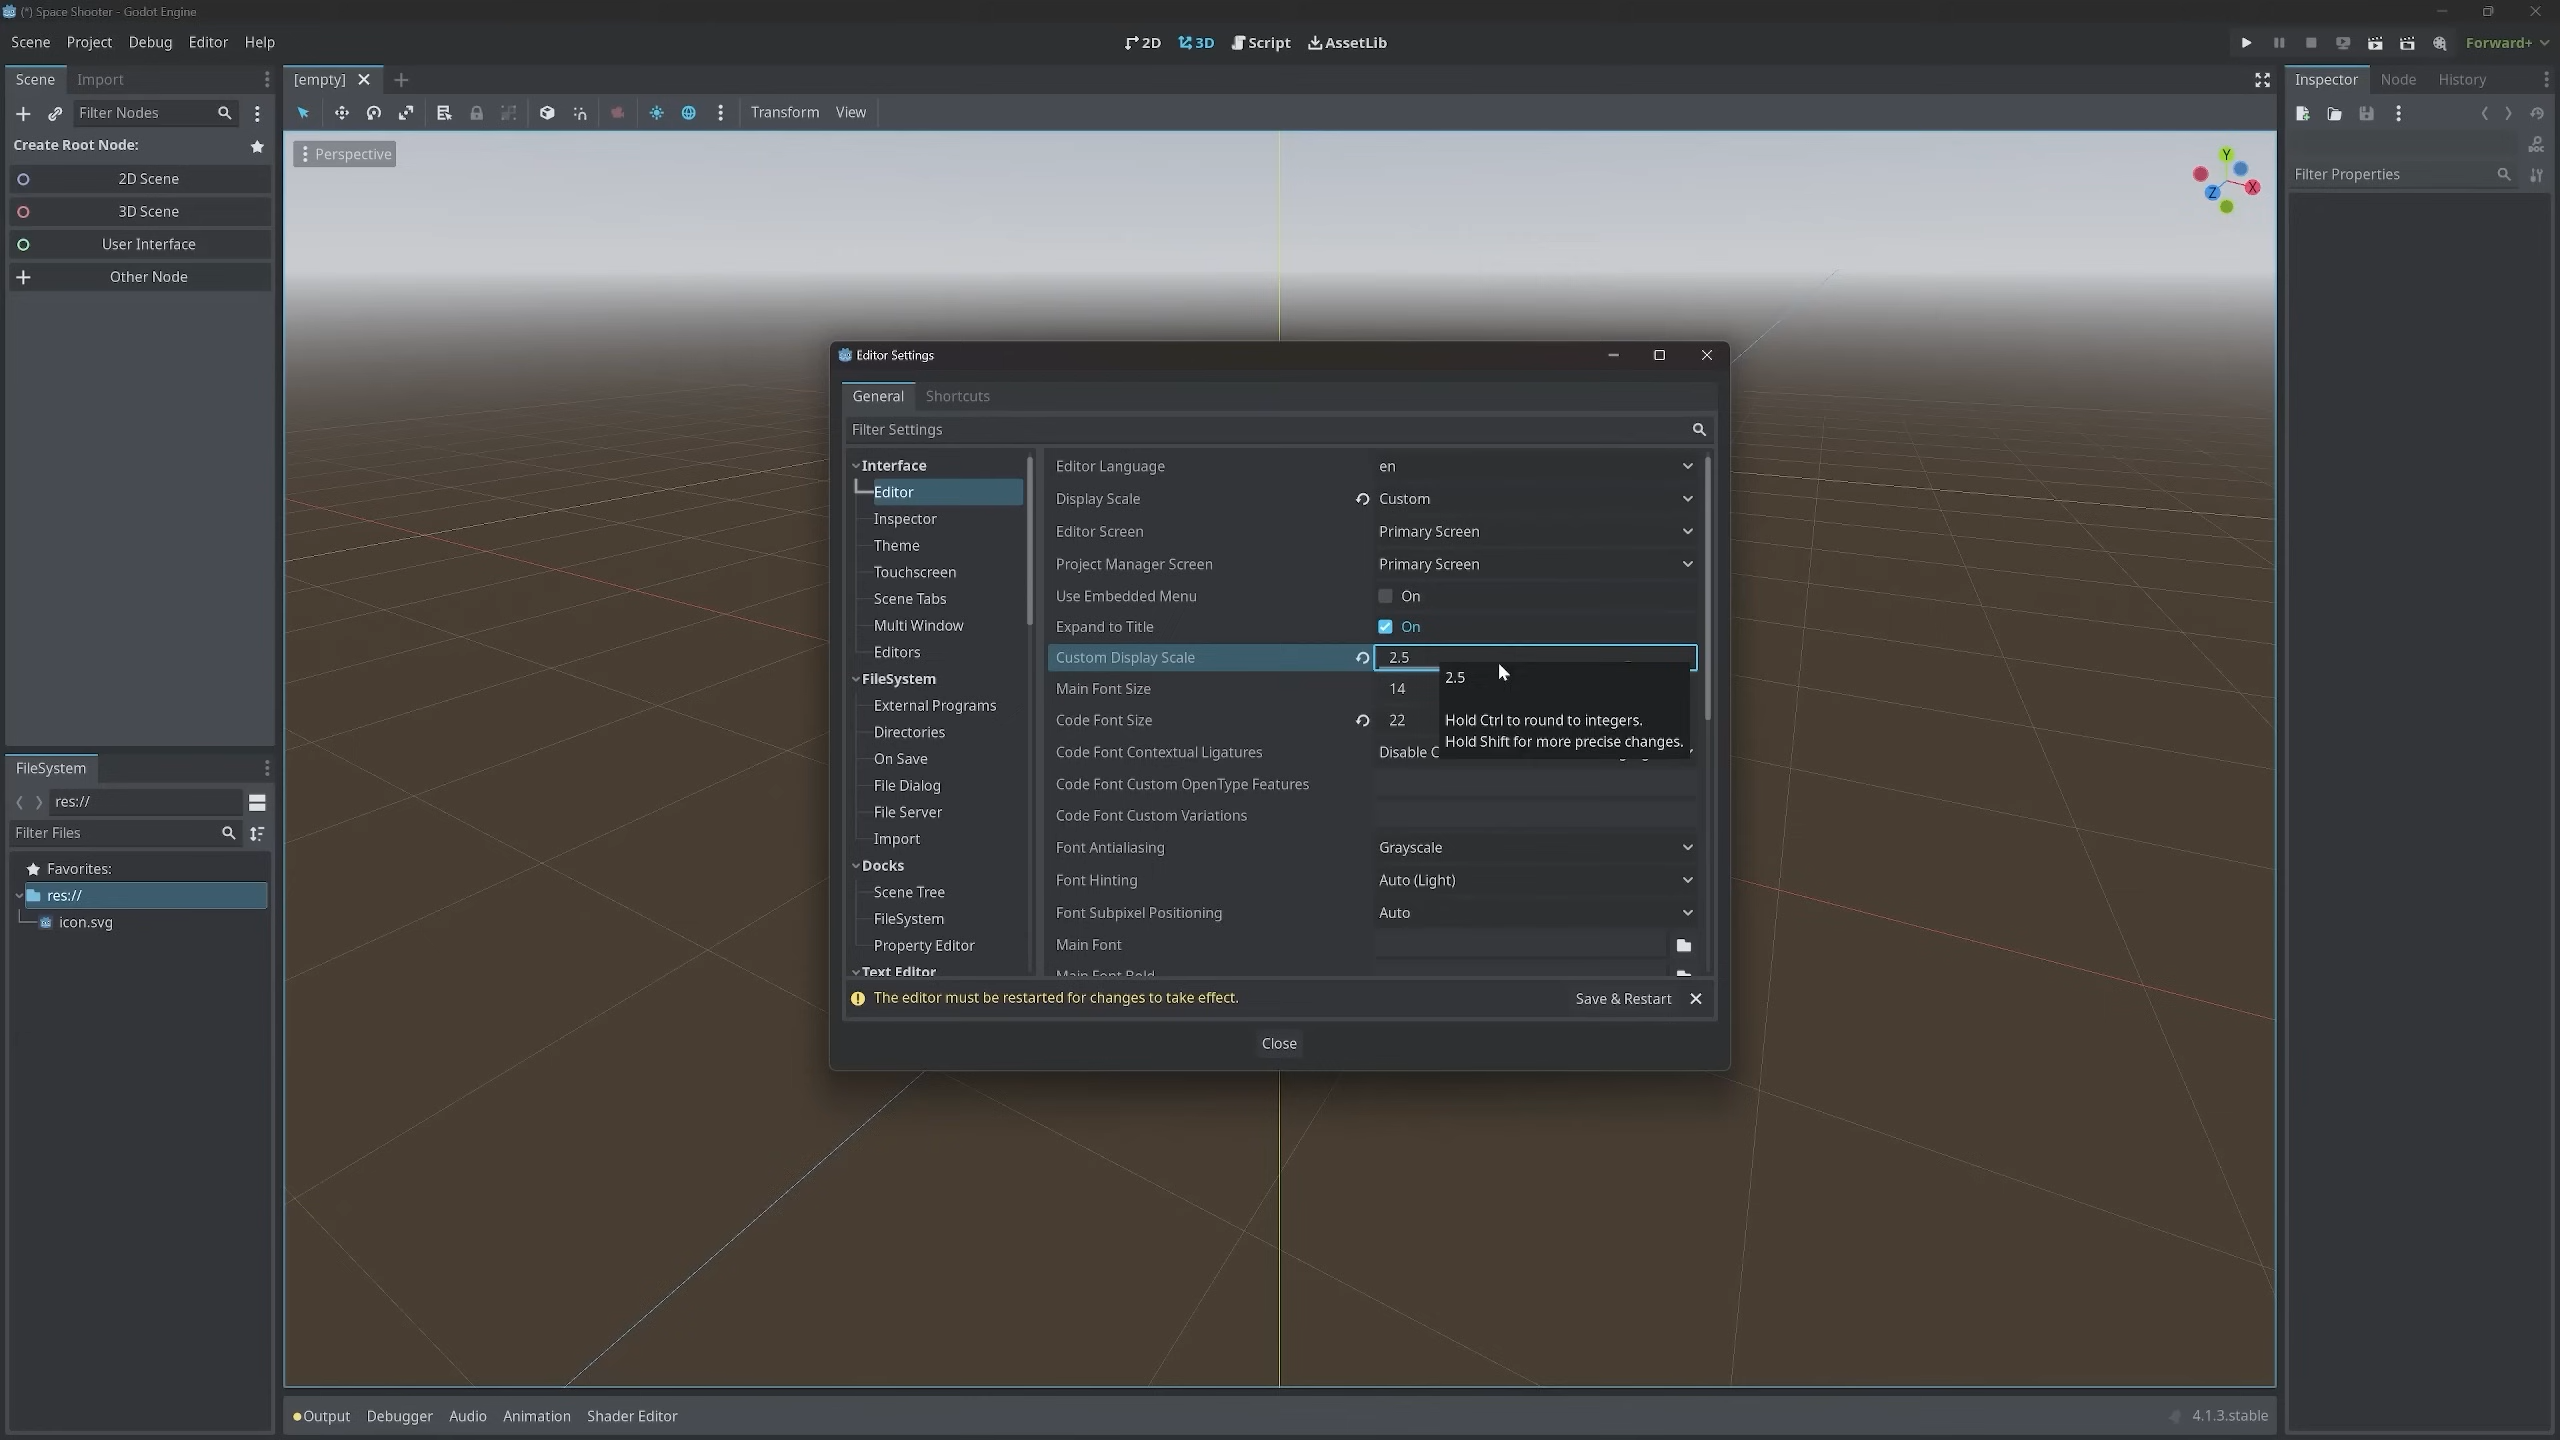 (*) Space Shooter - Godot Engine
Scene Project Debug Editor Help
2D 3D Script AssetLib
Forward+
Scene Import
[empty]
Inspector Node History
Filter Nodes
Transform View
Create Root Node:
Perspective
2D Scene
3D Scene
User Interface
Other Node
Y
X
Z
DOC
Filter Properties
Editor Settings
General Shortcuts
Filter Settings
Interface
Editor
Inspector
Theme
Touchscreen
Scene Tabs
Multi Window
Editors
FileSystem
External Programs
Directories
On Save
File Dialog
File Server
Import
Docks
Scene Tree
FileSystem
Property Editor
Text Editor
Editor Language en
Display Scale Custom
Editor Screen Primary Screen
Project Manager Screen Primary Screen
Use Embedded Menu On
Expand to Title On
Custom Display Scale 2.5
2.5
Main Font Size 14
Code Font Size 22
Hold Ctrl to round to integers.
Hold Shift for more precise changes.
Code Font Contextual Ligatures Disable C
Code Font Custom OpenType Features
Code Font Custom Variations
Font Antialiasing Grayscale
Font Hinting Auto (Light)
Font Subpixel Positioning Auto
Main Font
Main Font Bold
The editor must be restarted for changes to take effect.
Save & Restart
Close
FileSystem
res://
Filter Files
Favorites:
res://
icon.svg
Output Debugger Audio Animation Shader Editor
4.1.3.stable